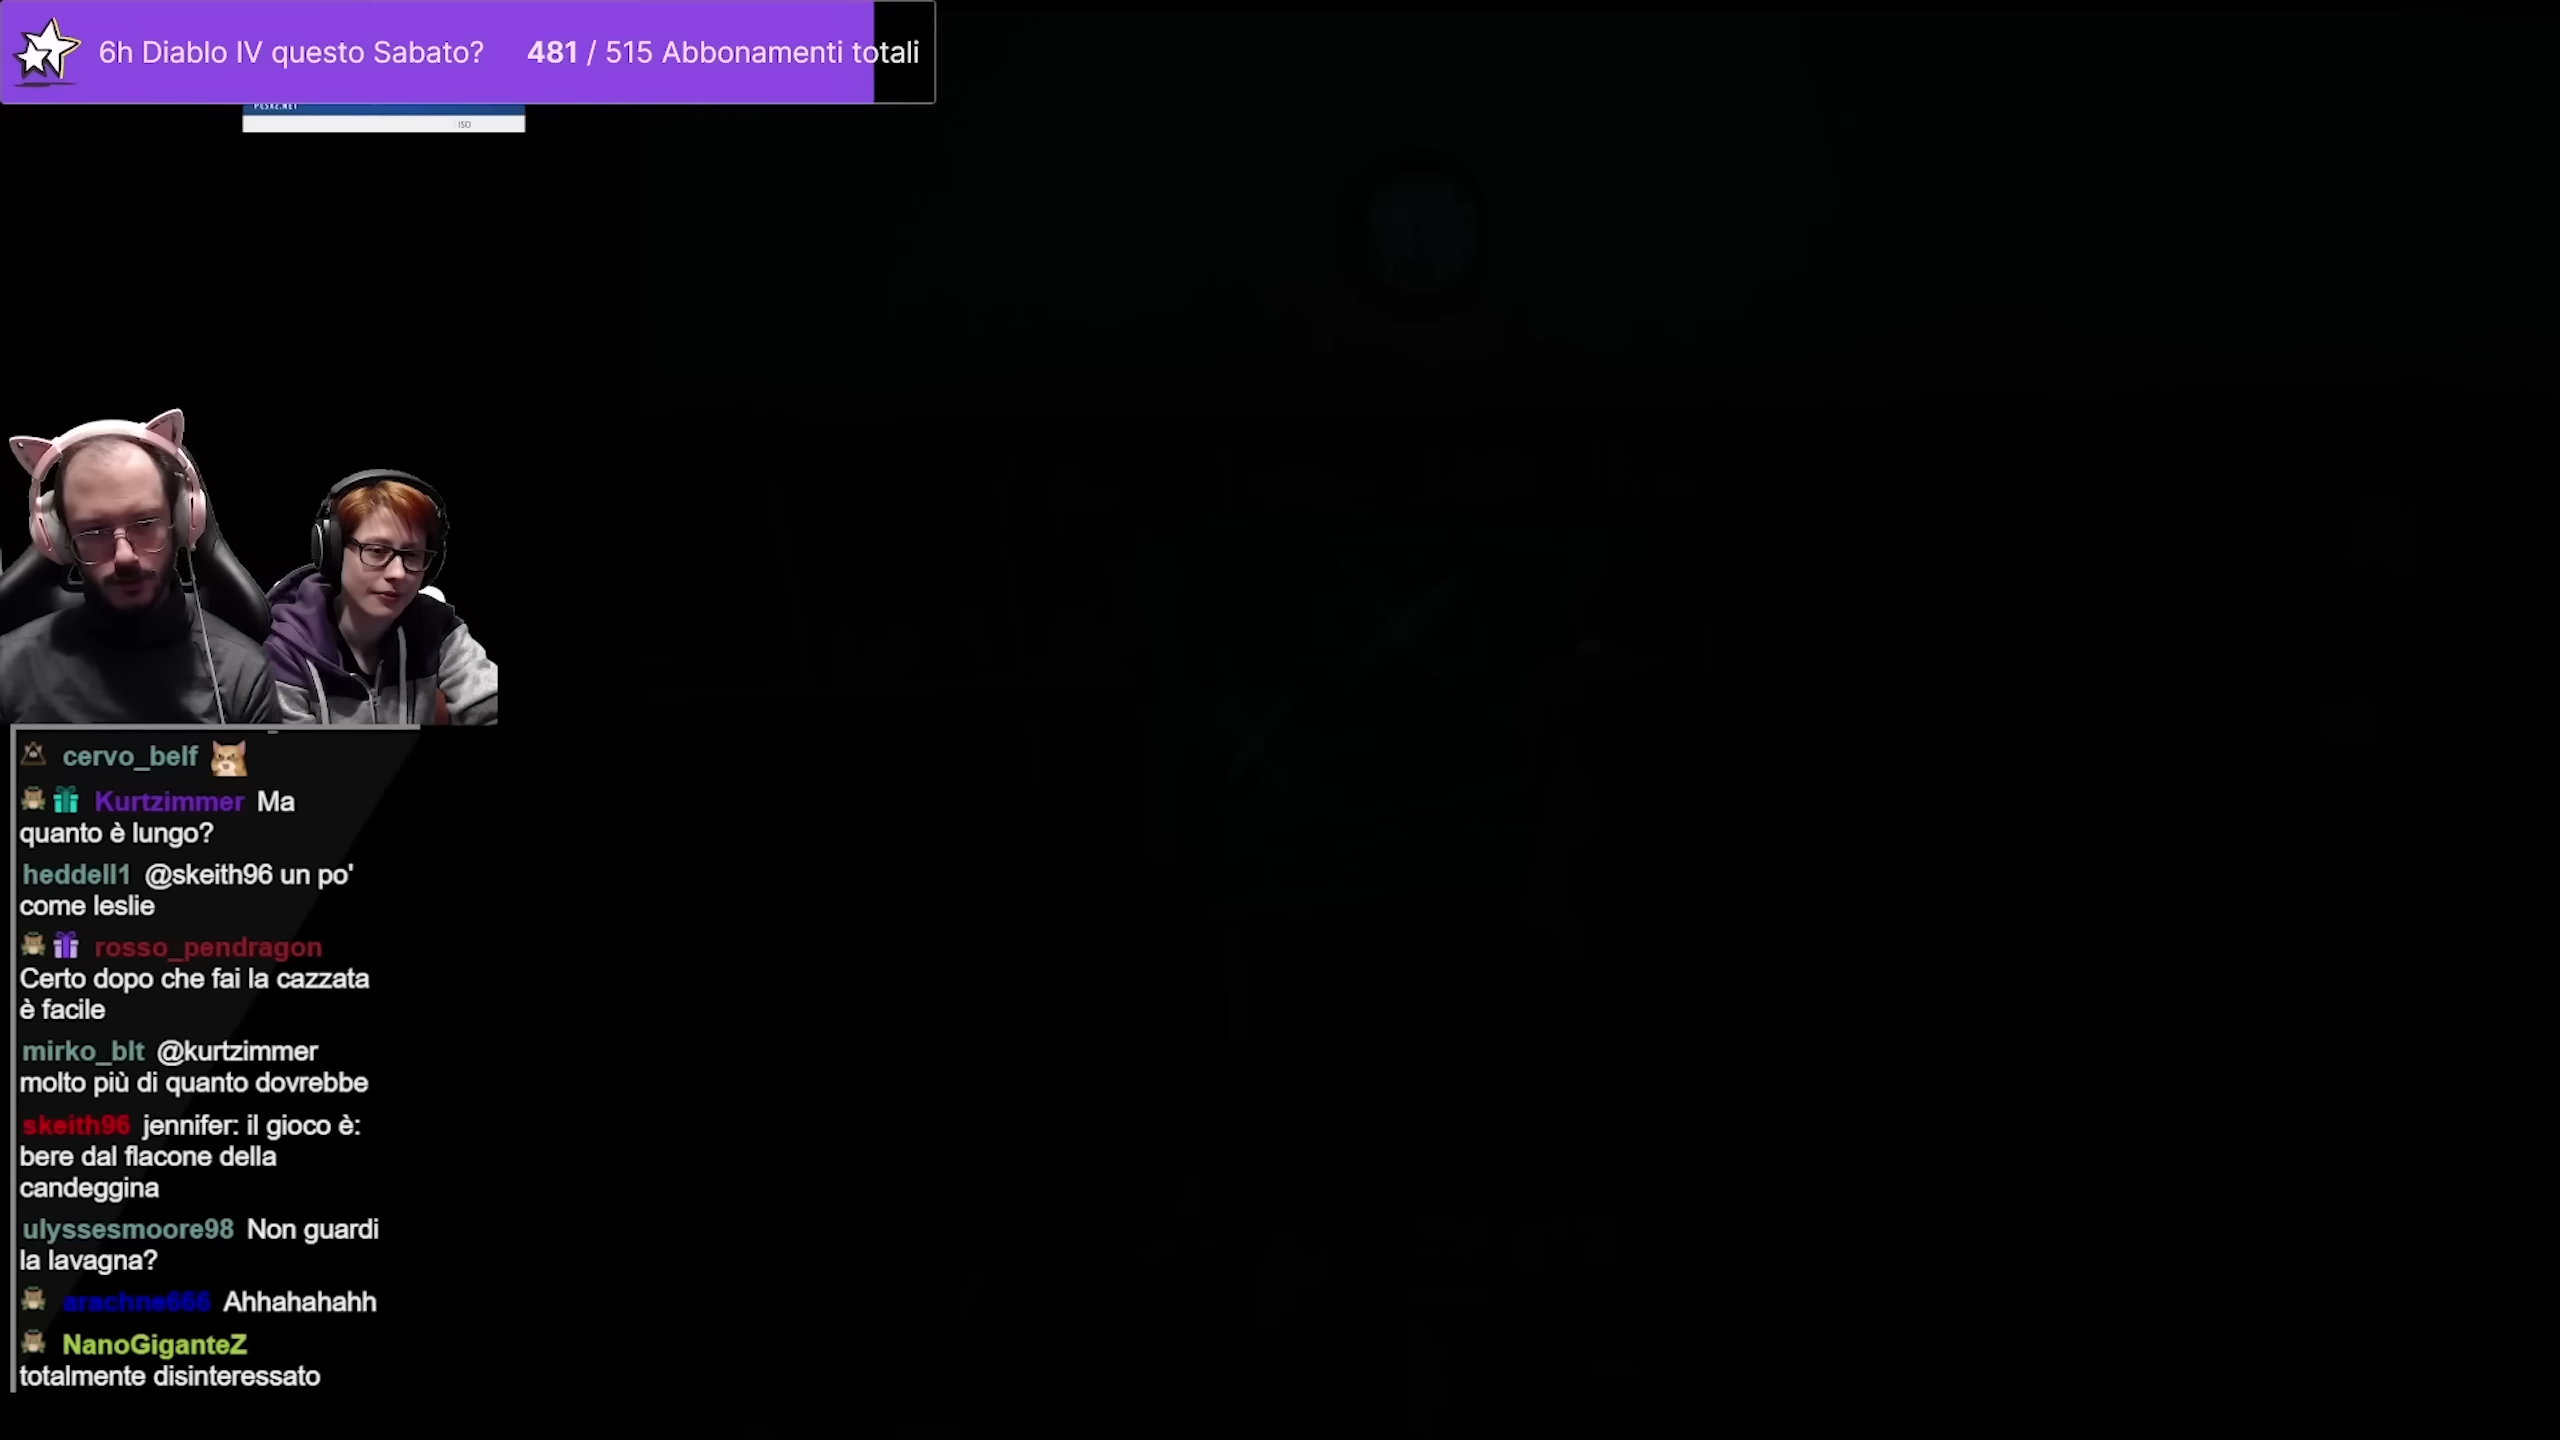 6h Diablo IV questo Sabato? 481 / 515 Abbonamenti totali
ISO
cervo_belf
Kurtzimmer Ma
quanto è lungo?
heddell1 @skeith96 un po'
come leslie
rosso_pendragon
Certo dopo che fai la cazzata
è facile
mirko_blt @kurtzimmer
molto più di quanto dovrebbe
skeith96 jennifer: il gioco è:
bere dal flacone della
candeggina
ulyssesmoore98 Non guardi
la lavagna?
arachne666 Ahhahahahh
NanoGiganteZ
totalmente disinteressato